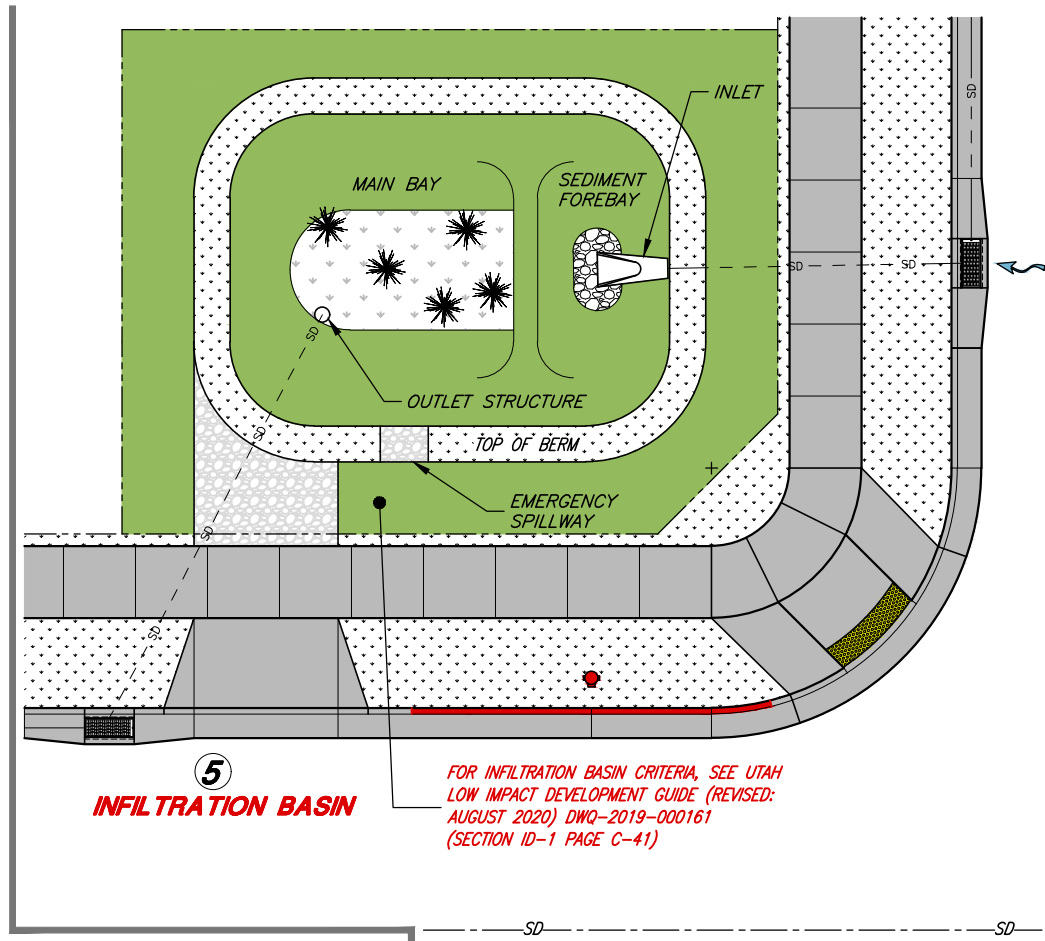 INLET
SD
MAIN BAY
SEDIMENT
FOREBAY
SD
SD
SD
OUTLET STRUCTURE
SD
TOP OF BERM
EMERGENCY
SPILLWAY
SD
SD
5
INFILTRATION BASIN
FOR INFILTRATION BASIN CRITERIA, SEE UTAH
LOW IMPACT DEVELOPMENT GUIDE (REVISED:
AUGUST 2020) DWQ-2019-000161
(SECTION ID-1 PAGE C-41)
SD
SD